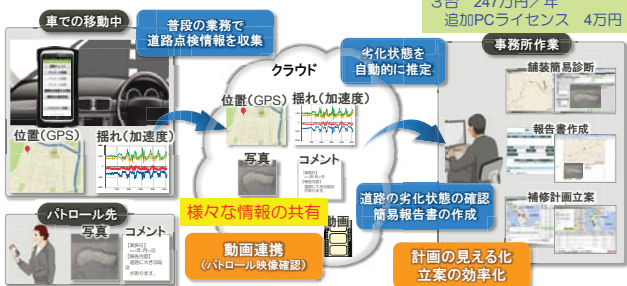 3台 247万円／年
追加PCライセンス 4万円
車での移動中
普段の業務で
道路点検情報を収集
位置(GPS)
揺れ(加速度)
クラウド
位置(GPS)
揺れ(加速度)
写真
コメント
様々な情報の共有
動画
動画連携
(パトロール映像確認)
パトロール先
写真
コメント
劣化状態を
自動的に推定
道路の劣化状態の確認
簡易報告書の作成
計画の見える化
立案の効率化
事務所作業
舗装簡易診断
報告書作成
補修計画立案